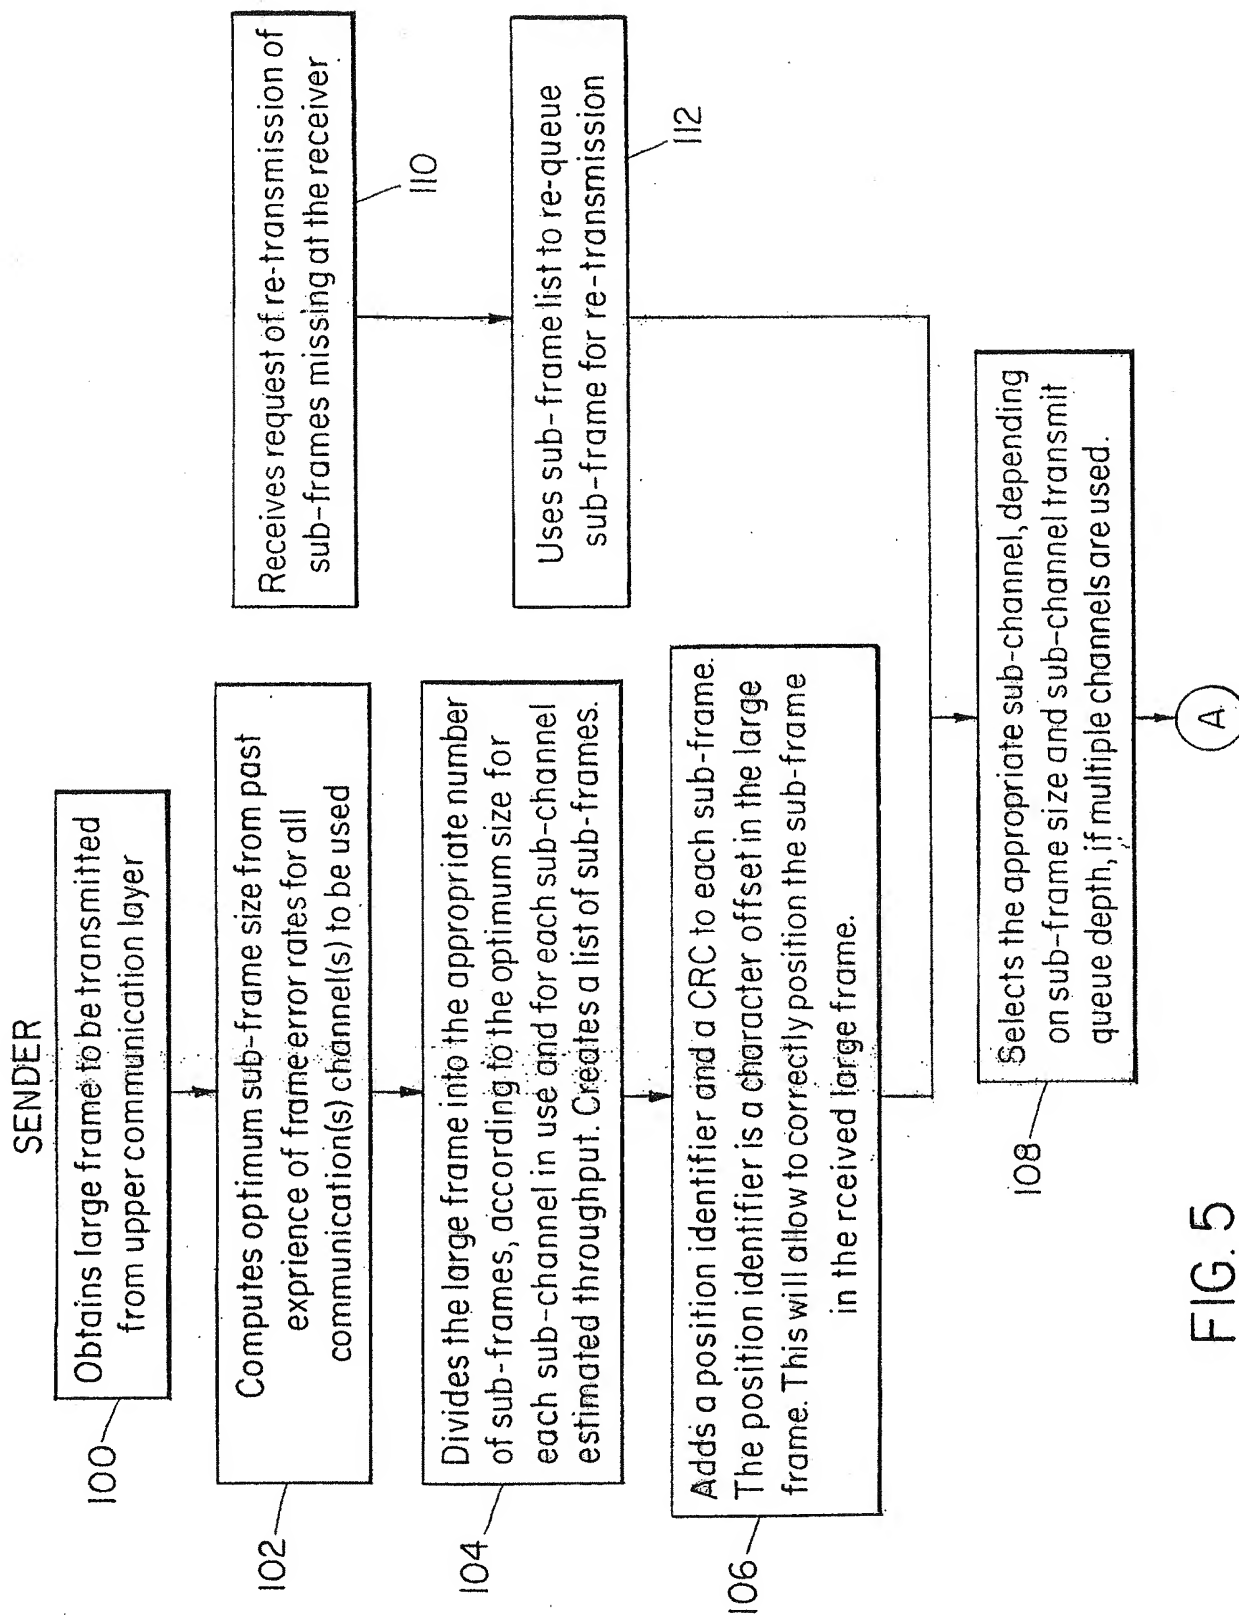 SENDER
Obtains large frame to be transmitted
from upper communication layer
100
Computes optimum sub-frame size from past
exprience of frame error rates for all
communication(s) channel(s) to be used
102
Divides the large frame into the appropriate number
of sub-frames, according to the optimum size for
each sub-channel in use and for each sub-channel
estimated throughput. Creates a list of sub-frames.
104
Adds a position identifier and a CRC to each sub-frame.
The position identifier is a character offset in the large
frame. This will allow to correctly position the sub-frame
in the rceived large frame.
106
Receives request of re-transmission of
sub-frames missing at the receiver
110
Uses sub-frame list to re-queue
sub-frame for re-transmission
112
Selects the appropriate sub-channel, depending
on sub-frame size and sub-channel transmit
queue depth, if multiple channels are used.
108
A
FIG. 5